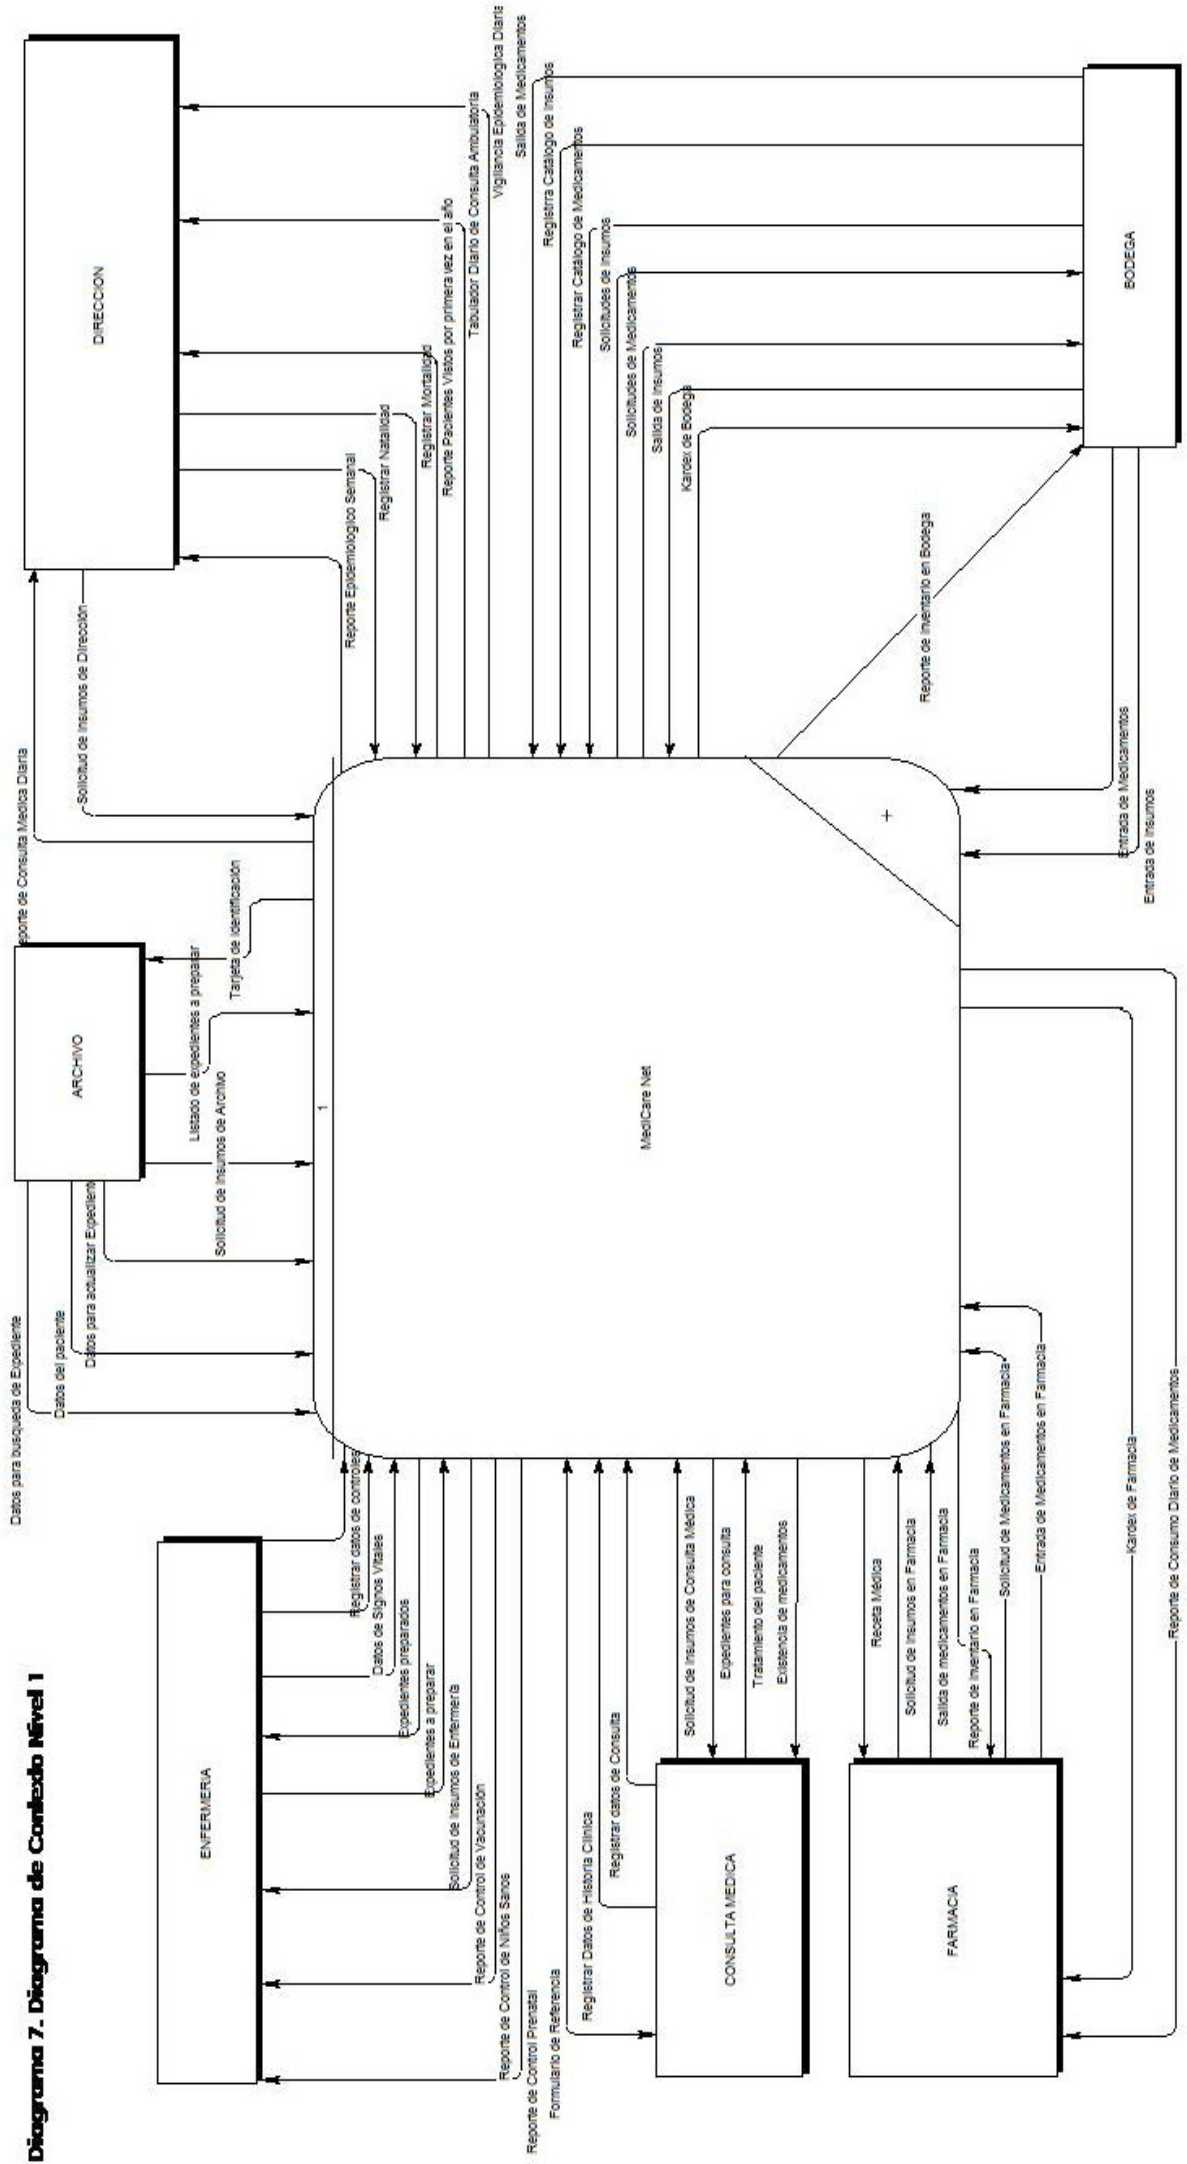 Diagrama 7. Diagrama de Contexto Nivel 1
ENFERMERIA
Registrar datos de controles
Datos de Signos Vitales
Expedientes preparados
Expedientes a preparar
Solicitud de Insumos de Enfermería
Reporte de Control de Vacunación
Reporte de Control de Niños Sanos
Reporte de Control Prenatal
Datos para busqueda de Expediente
Datos del paciente
Datos para actualizar Expediente
ARCHIVO
Solicitud de Insumos de Archivo
Listado de expedientes a preparar
Tarjeta de Identificación
eporte de Consulta Medica Diaria
Solicitud de Insumos de Dirección
DIRECCION
Reporte Epidemiologico Semanal
Registrar Natalidad
Registrar Mortalidad
Reporte Pacientes Vistos por primera vez en el año
Tabulador Diario de Consulta Ambulatoria
Vigilancia Epidemiologica Diaria
1
MediCare Net
+
Formulario de Referencia
Registrar Datos de Historia Clinica
Registrar datos de Consulta
CONSULTA MEDICA
Solicitud de Insumos de Consulta Médica
Expedientes para consulta
Tratamiento del paciente
Existencia de medicamentos
Receta Médica
Solicitud de Insumos en Farmacia
Salida de medicamentos en Farmacia
Reporte de Inventario en Farmacia
Solicitud de Medicamentos en Farmacia
Entrada de Medicamentos en Farmacia
FARMACIA
Kardex de Farmacia
Reporte de Consumo Diario de Medicamentos
Salida de Medicamentos
Registrra Catálogo de Insumos
Registrar Catálogo de Medicamentos
Solicitudes de Insumos
Solicitudes de Medicamentos
Salida de Insumos
Kardex de Bodega
Reporte de Inventario en Bodega
BODEGA
Entrada de Medicamentos
Entrada de Insumos